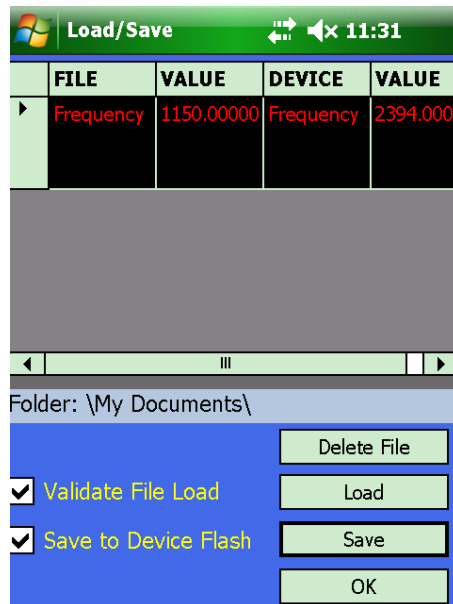 Load/Save 11:31
FILE VALUE DEVICE VALUE
Frequency 1150.00000 Frequency 2394.000
Folder: \My Documents\
Delete File
Validate File Load Load
Save to Device Flash Save
OK